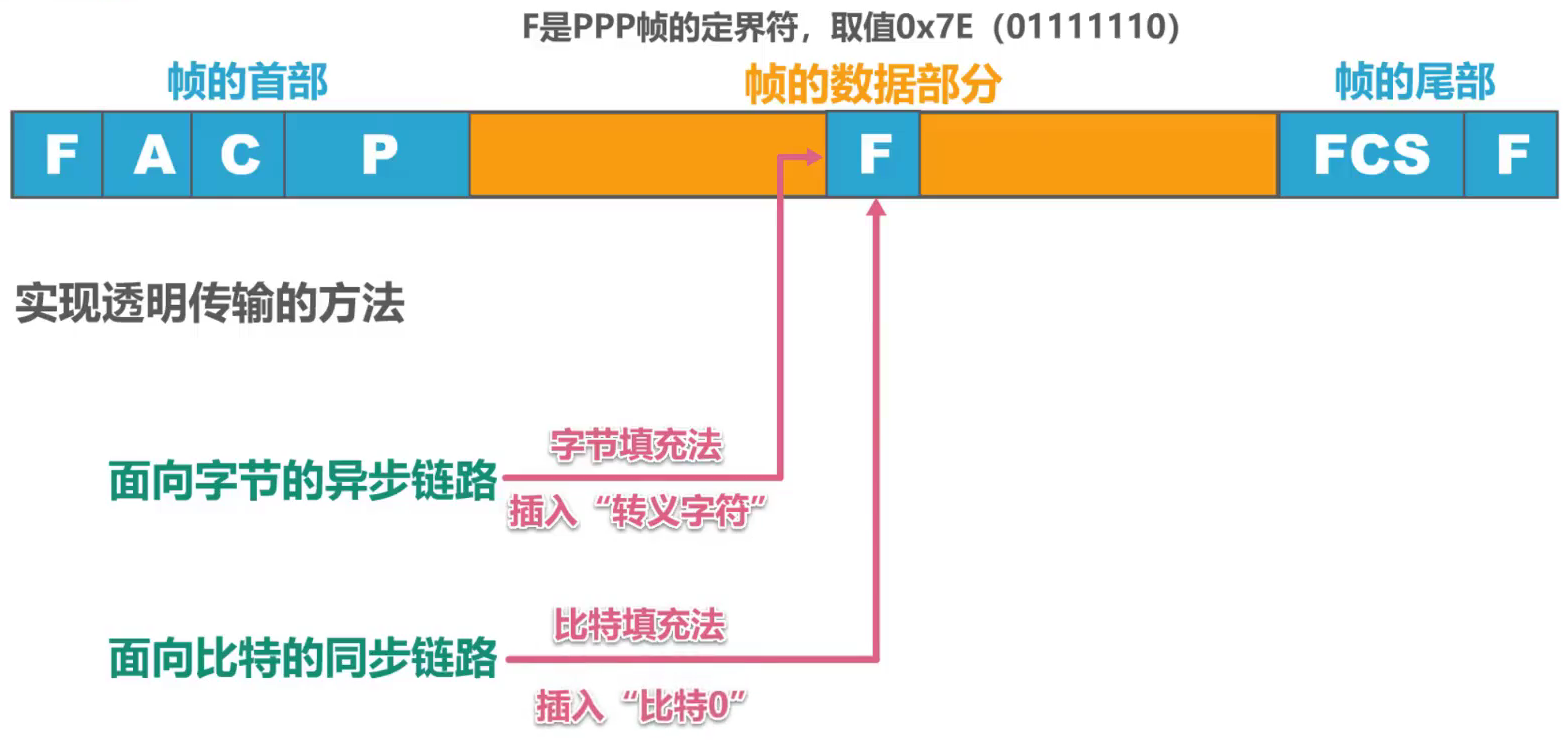 F是PPP帧的定界符，取值0x7E（01111110）
帧的首部 帧的数据部分 帧的尾部
F A C P F FCS F
实现透明传输的方法
字节填充法
面向字节的异步链路
插入“转义字符”
比特填充法
面向比特的同步链路
插入“比特0”